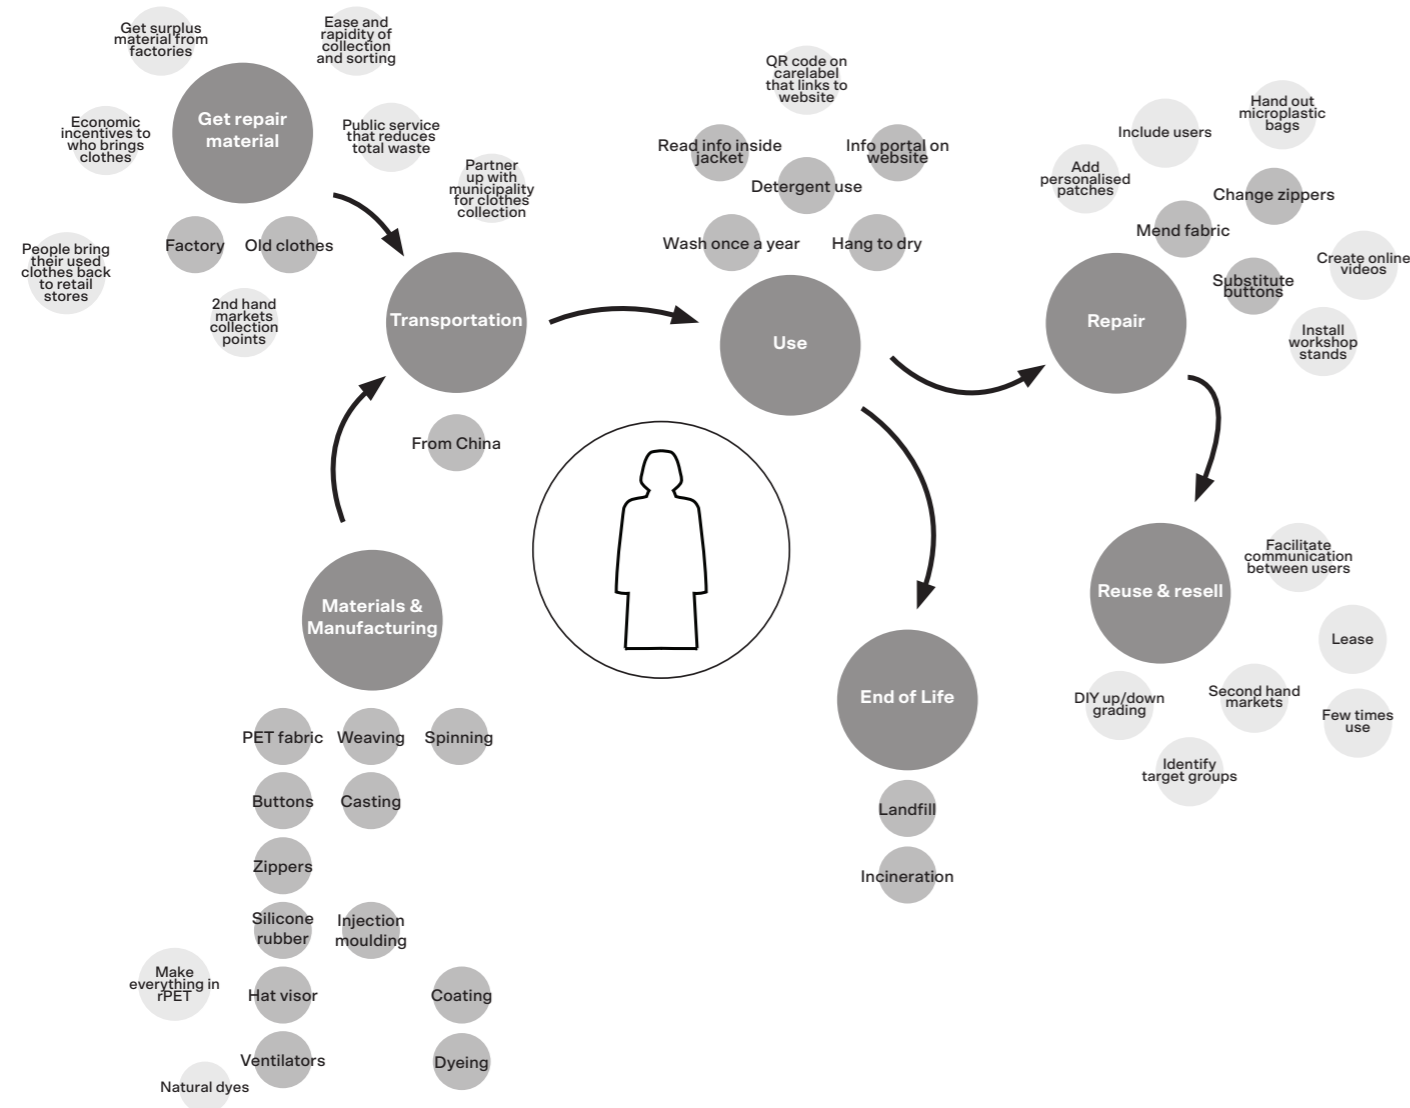 Get surplus
material from
factories
Ease and
rapidity of
collection
and sorting
Get repair
material
Economic
incentives to
who brings
clothes
Public service
that reduces
total waste
Partner
up with
municipality
for clothes
collection
Factory
Old clothes
People bring
their used
clothes back
to retail
stores
2nd hand
markets
collection
points
Transportation
From China
QR code on
carelabel
that links to
website
Read info inside
jacket
Info portal on
website
Detergent use
Wash once a year
Hang to dry
Use
Hand out
microplastic
bags
Include users
Add
personalised
patches
Change zippers
Mend fabric
Create online
videos
Substitute
buttons
Install
workshop
stands
Repair
Materials &
Manufacturing
PET fabric
Weaving
Spinning
Buttons
Casting
Zippers
Silicone
rubber
Injection
moulding
Make
everything in
rPET
Hat visor
Coating
Ventilators
Dyeing
Natural dyes
End of Life
Landfill
Incineration
Reuse & resell
Facilitate
communication
between users
Lease
DIY up/down
grading
Second hand
markets
Few times
use
Identify
target groups